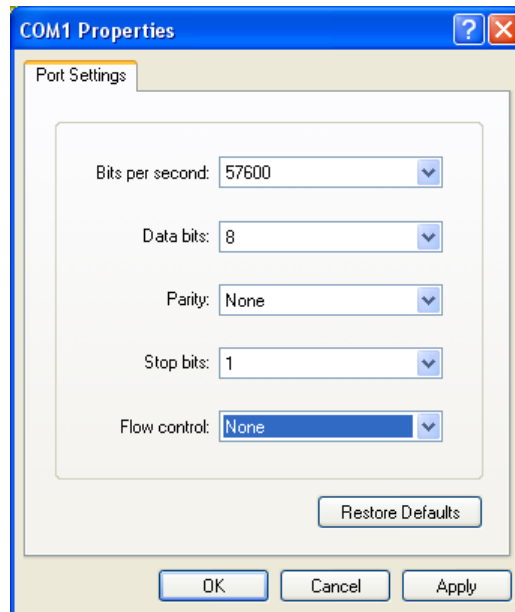 COM1 Properties
Port Settings
Bits per second: 57600
Data bits: 8
Parity: None
Stop bits: 1
Flow control: None
Restore Defaults
OK Cancel Apply